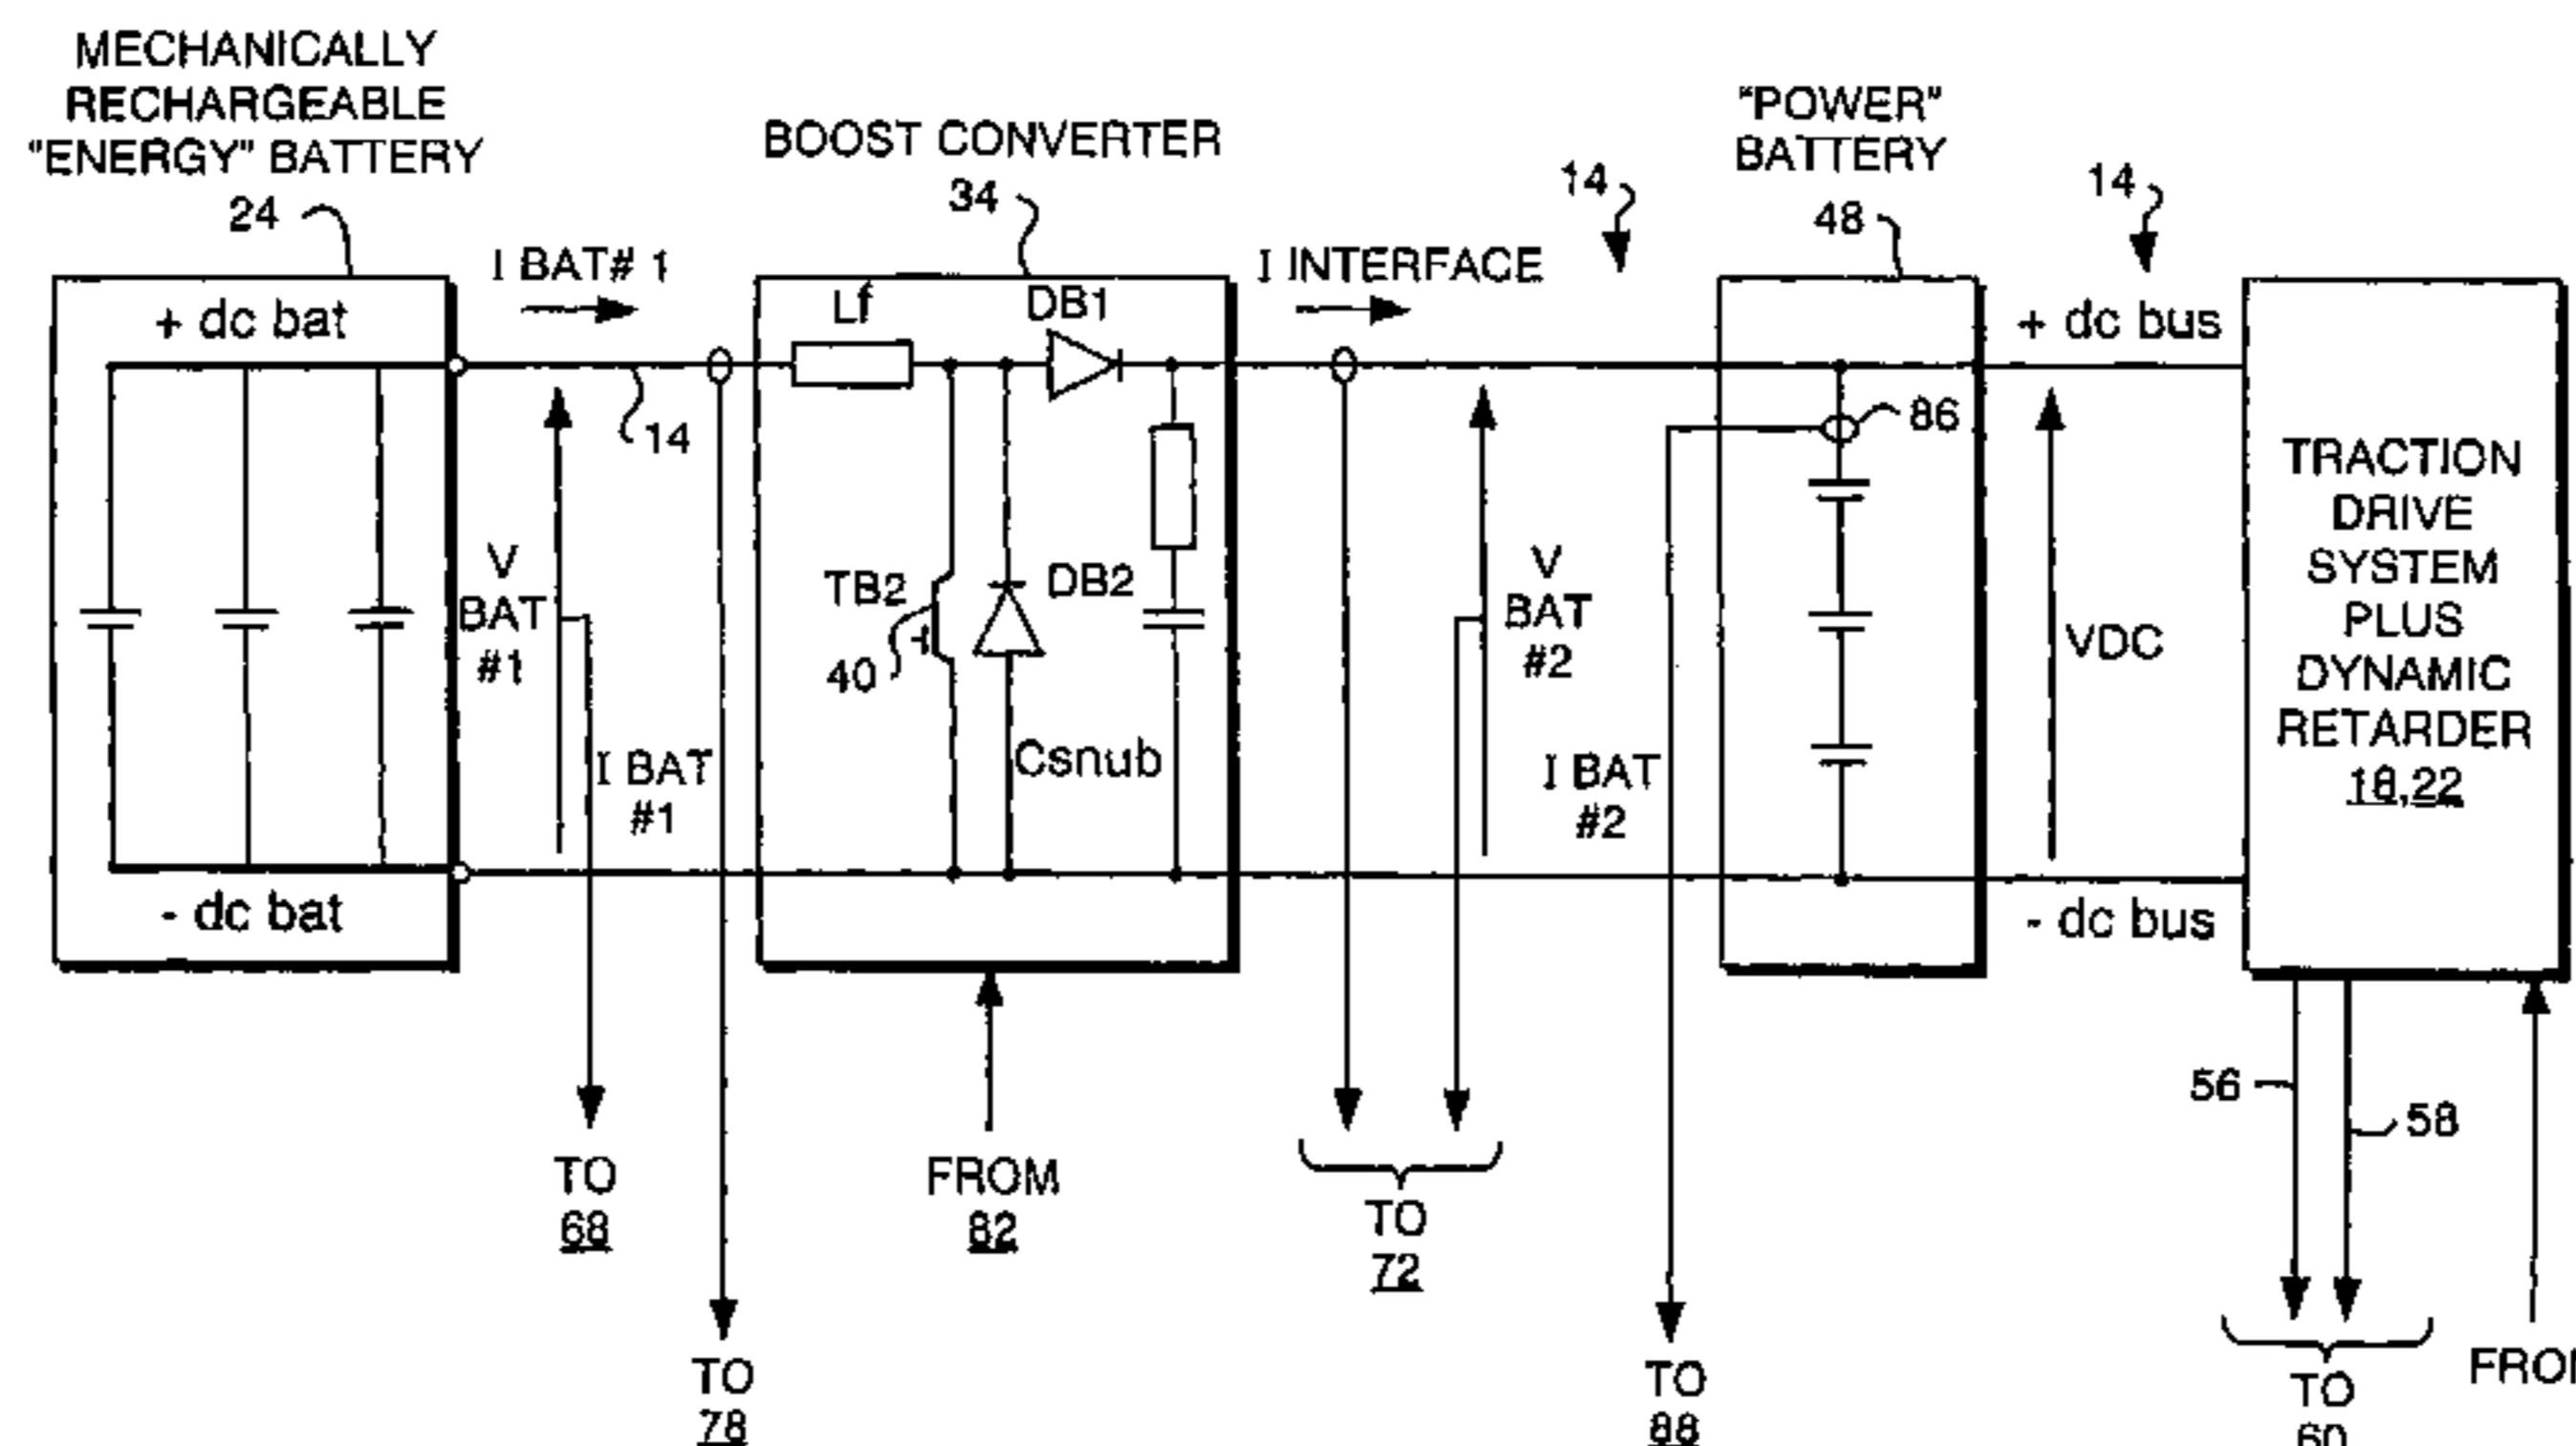 MECHANICALLY
RECHARGEABLE
"ENERGY" BATTERY
24
BOOST CONVERTER
34
"POWER"
BATTERY
48
14
14
I BAT# 1
I INTERFACE
+ dc bat
Lf
DB1
+ dc bus
14
86
V
BAT
#1
TB2
40
DB2
V
BAT
#2
VDC
TRACTION
DRIVE
SYSTEM
PLUS
DYNAMIC
RETARDER
18,22
I BAT
#1
Csnub
I BAT
#2
- dc bat
- dc bus
56
58
TO
68
FROM
82
TO
72
TO
78
TO
88
TO
60